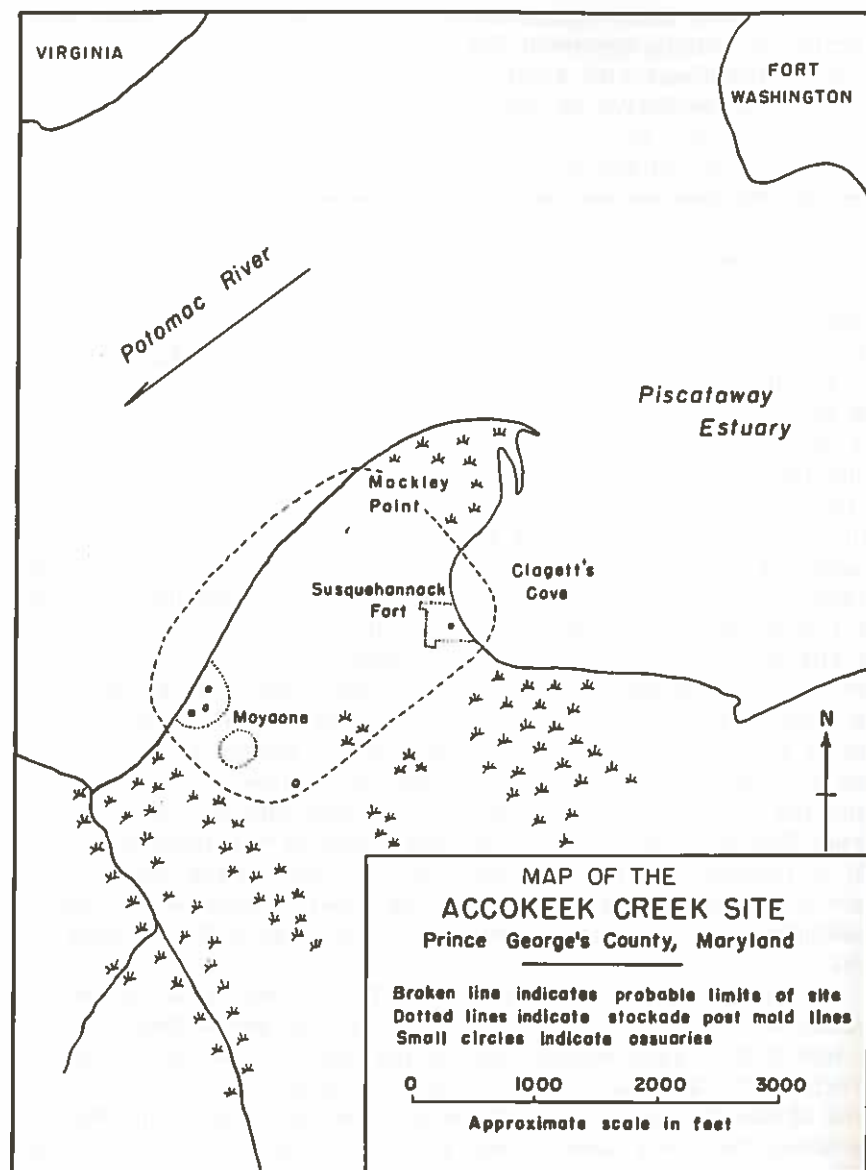 VIRGINIA
FORT
WASHINGTON
Potomac River
Piscataway
Estuary
Mockley
Point
Clagett's
Cove
Susquehannock
Fort
Moyaone
N
MAP OF THE
ACCOKEEK CREEK SITE
Prince George's County, Maryland
Broken line indicates probable limits of site
Dotted lines indicate stockade post mold lines
Small circles indicate ossuaries
0 1000 2000 3000
Approximate scale in feet